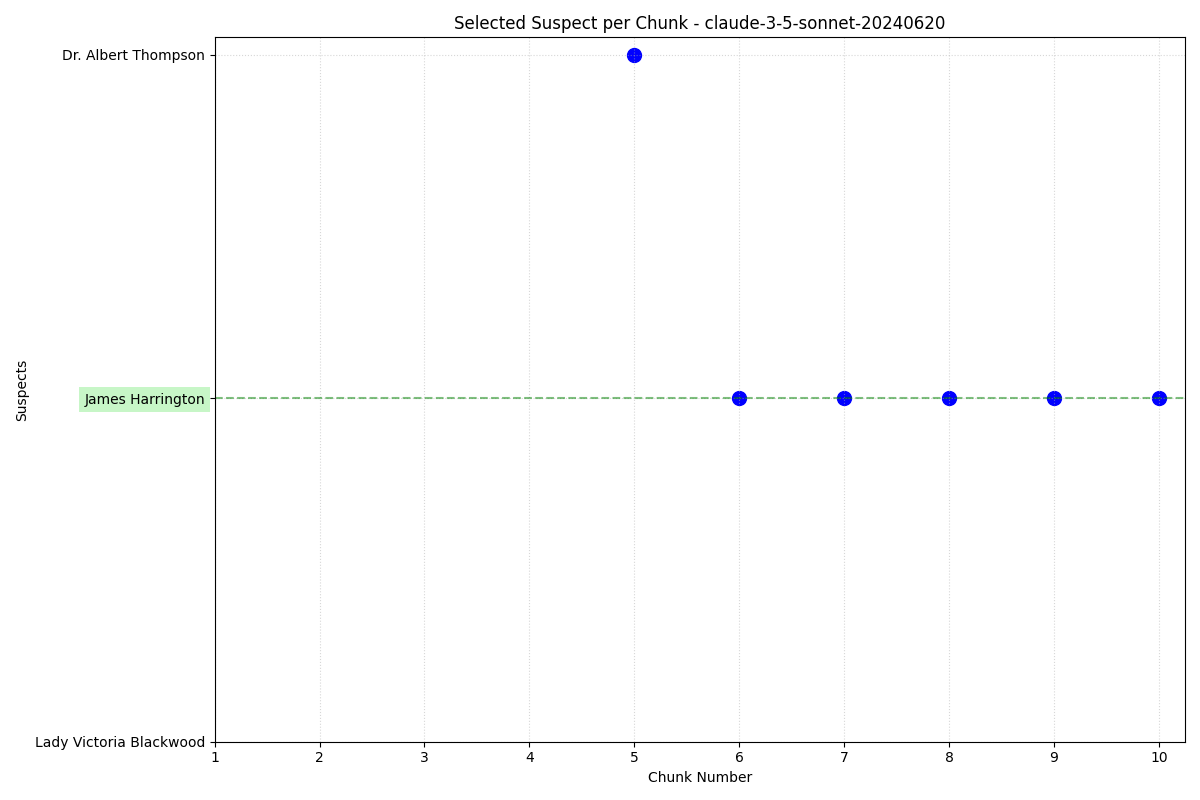 Selected Suspect per Chunk - claude-3-5-sonnet-20240620
Dr. Albert Thompson
James Harrington
Lady Victoria Blackwood
Suspects
1 2 3 4 5 6 7 8 9 10
Chunk Number